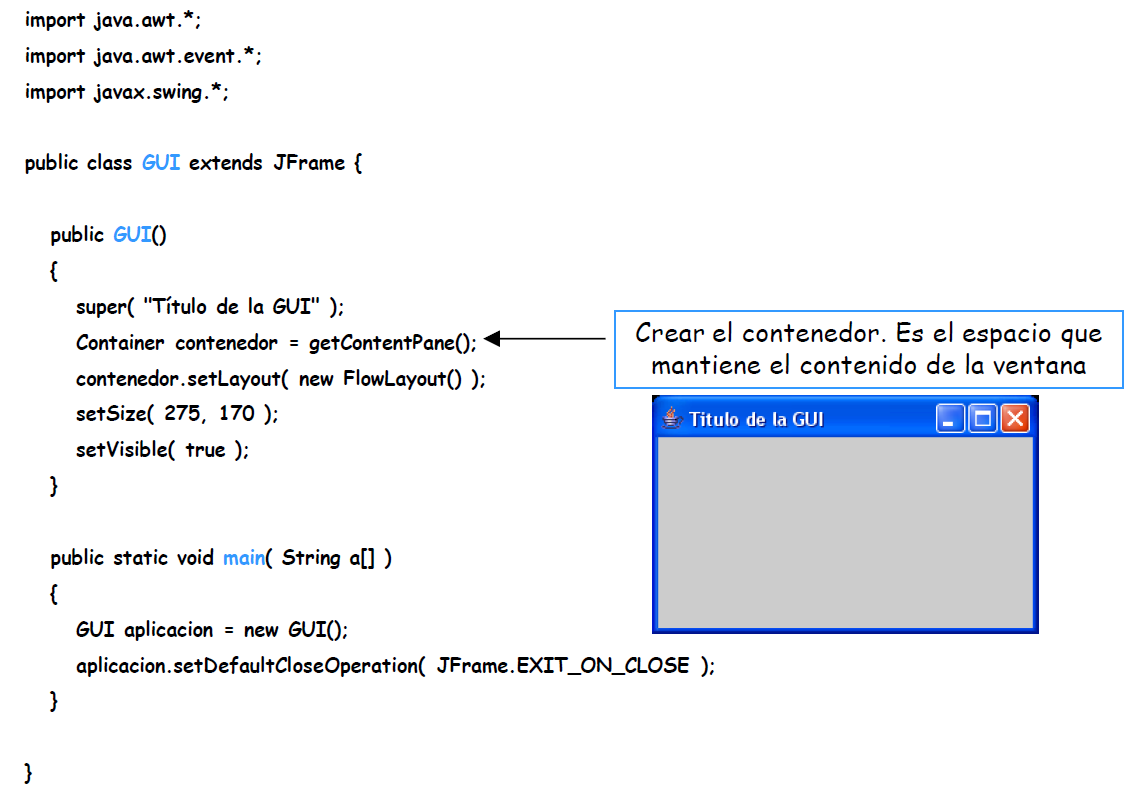 import java.awt.*;
import java.awt.event.*;
import javax.swing.*;
public class GUI extends JFrame {
public GUI()
{
super( "Título de la GUI" );
Container contenedor = getContentPane();
contenedor.setLayout( new FlowLayout() );
setSize( 275, 170 );
setVisible( true );
}
public static void main( String a[] )
{
GUI aplicacion = new GUI();
aplicacion.setDefaultCloseOperation( JFrame.EXIT_ON_CLOSE );
}
}
Crear el contenedor. Es el espacio que
mantiene el contenido de la ventana
Titulo de la GUI